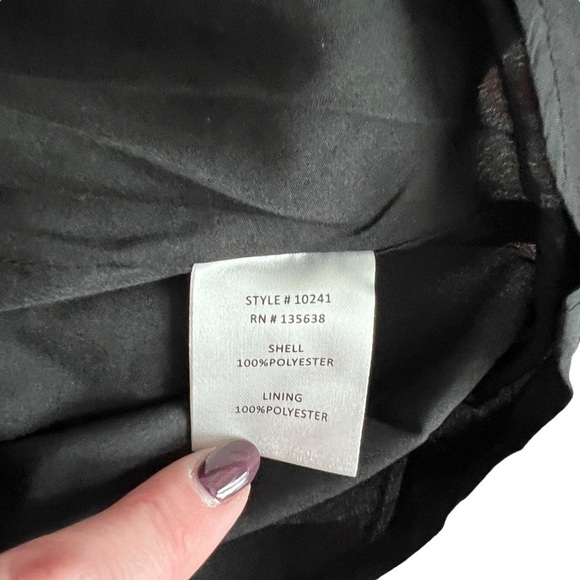 STYLE # 10241
RN # 135638
SHELL
100%POLYESTER
LINING
100%POLYESTER